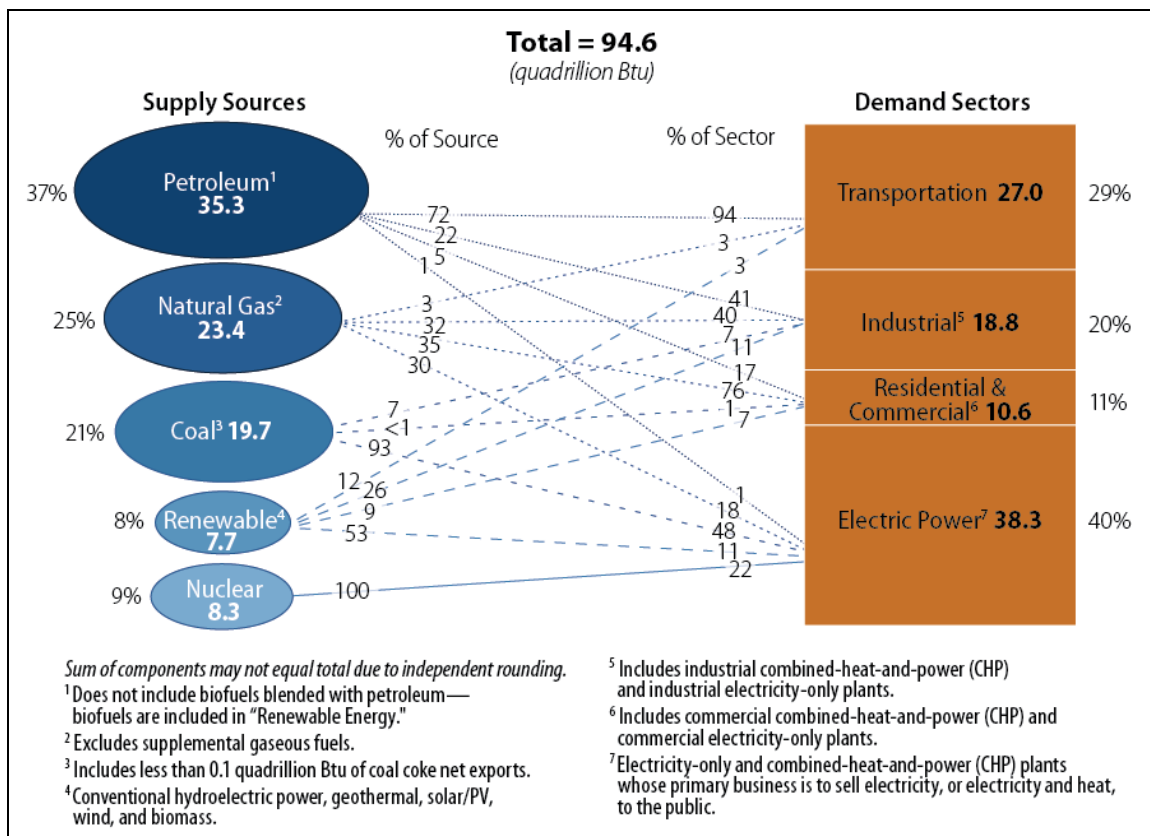 Total = 94.6
(quadrillion Btu)
Supply Sources
Demand Sectors
% of Source
% of Sector
37%
Petroleum¹
35.3
72
22
5
1
94
3
3
Transportation 27.0
29%
25%
Natural Gas²
23.4
3
32
35
30
41
40
7
11
Industrial⁵ 18.8
20%
21%
Coal³ 19.7
7
<1
93
17
76
1
7
Residential &
Commercial⁶ 10.6
11%
8%
Renewable⁴
7.7
12
26
9
53
1
18
48
11
22
Electric Power⁷ 38.3
40%
9%
Nuclear
8.3
100
Sum of components may not equal total due to independent rounding.
¹ Does not include biofuels blended with petroleum—
biofuels are included in “Renewable Energy."
² Excludes supplemental gaseous fuels.
³ Includes less than 0.1 quadrillion Btu of coal coke net exports.
⁴ Conventional hydroelectric power, geothermal, solar/PV,
wind, and biomass.
⁵ Includes industrial combined-heat-and-power (CHP)
and industrial electricity-only plants.
⁶ Includes commercial combined-heat-and-power (CHP) and
commercial electricity-only plants.
⁷ Electricity-only and combined-heat-and-power (CHP) plants
whose primary business is to sell electricity, or electricity and heat,
to the public.